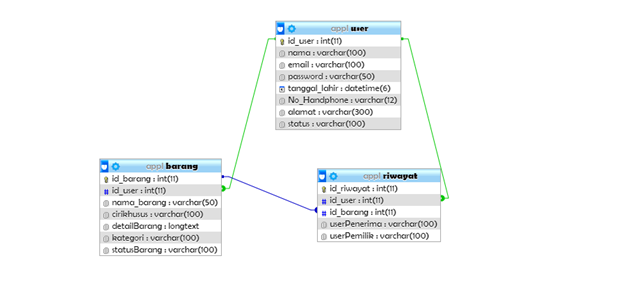 appl user
id_user : int(11)
nama : varchar(100)
email : varchar(100)
password : varchar(50)
tanggal_lahir : datetime(6)
No_Handphone : varchar(12)
alamat : varchar(300)
status : varchar(100)
appl barang
id_barang : int(11)
id_user : int(11)
nama_barang : varchar(50)
cirikhusus : varchar(100)
detailBarang : longtext
kategori : varchar(100)
statusBarang : varchar(100)
appl riwayat
id_riwayat : int(11)
id_user : int(11)
id_barang : int(11)
userPenerima : varchar(100)
userPemilik : varchar(100)